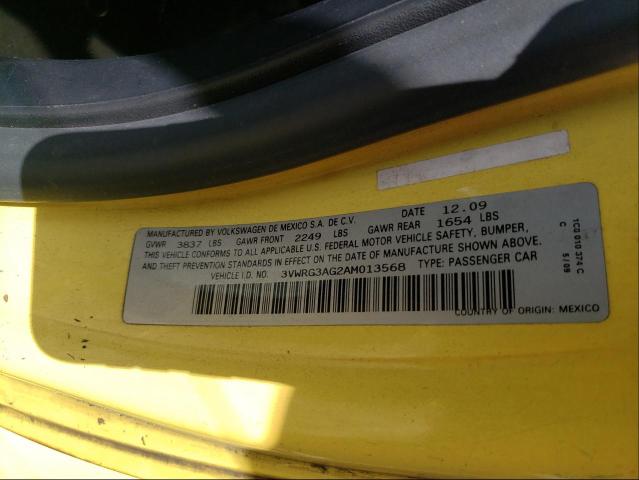 MANUFACTURED BY VOLKSWAGEN DE MEXICO S.A. DE C.V. DATE 12.09
GVWR 3837 LBS GAWR FRONT 2249 LBS GAWR REAR 1654 LBS
THIS VEHICLE CONFORMS TO ALL APPLICABLE U.S. FEDERAL MOTOR VEHICLE SAFETY, BUMPER,
AND THEFT PREVENTION STANDARDS IN EFFECT ON THE DATE OF MANUFACTURE SHOWN ABOVE.
VEHICLE I.D. NO. 3VWRG3AG2AM013568 TYPE: PASSENGER CAR
COUNTRY OF ORIGIN: MEXICO
1C0 010 374 C
C 5/09